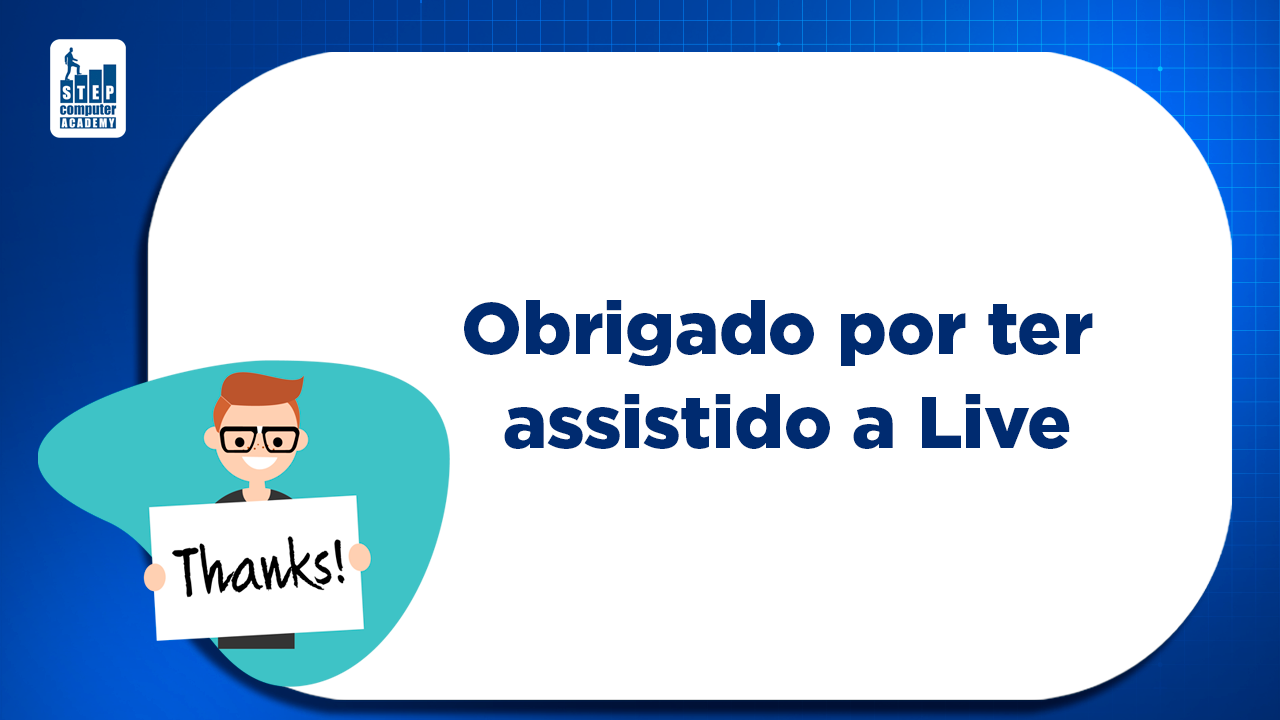 STEP
computer
ACADEMY
Obrigado por ter
assistido a Live
Thanks!